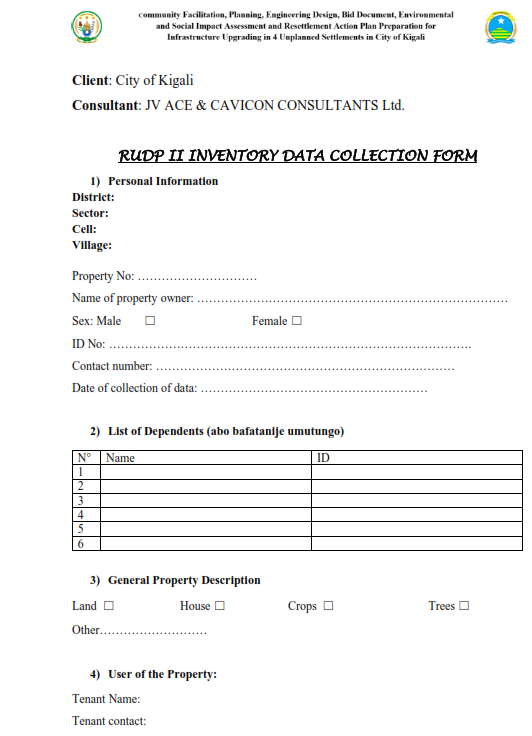 community Facilitation, Planning, Engineering Design, Bid Document, Environmental
and Social Impact Assessment and Resettlement Action Plan Preparation for
Infrastructure Upgrading in 4 Unplanned Settlements in City of Kigali
Client: City of Kigali
Consultant: JV ACE & CAVICON CONSULTANTS Ltd.
RUDP II INVENTORY DATA COLLECTION FORM
1) Personal Information
District:
Sector:
Cell:
Village:
Property No: …………………………
Name of property owner: ……………………………………………………………………
Sex: Male ☐ Female ☐
ID No: ……………………………………………………………………………….
Contact number: …………………………………………………………………
Date of collection of data: …………………………………………………
2) List of Dependents (abo bafatanije umutungo)
N° Name ID
1
2
3
4
5
6
3) General Property Description
Land ☐ House ☐ Crops ☐ Trees ☐
Other………………………
4) User of the Property:
Tenant Name:
Tenant contact: